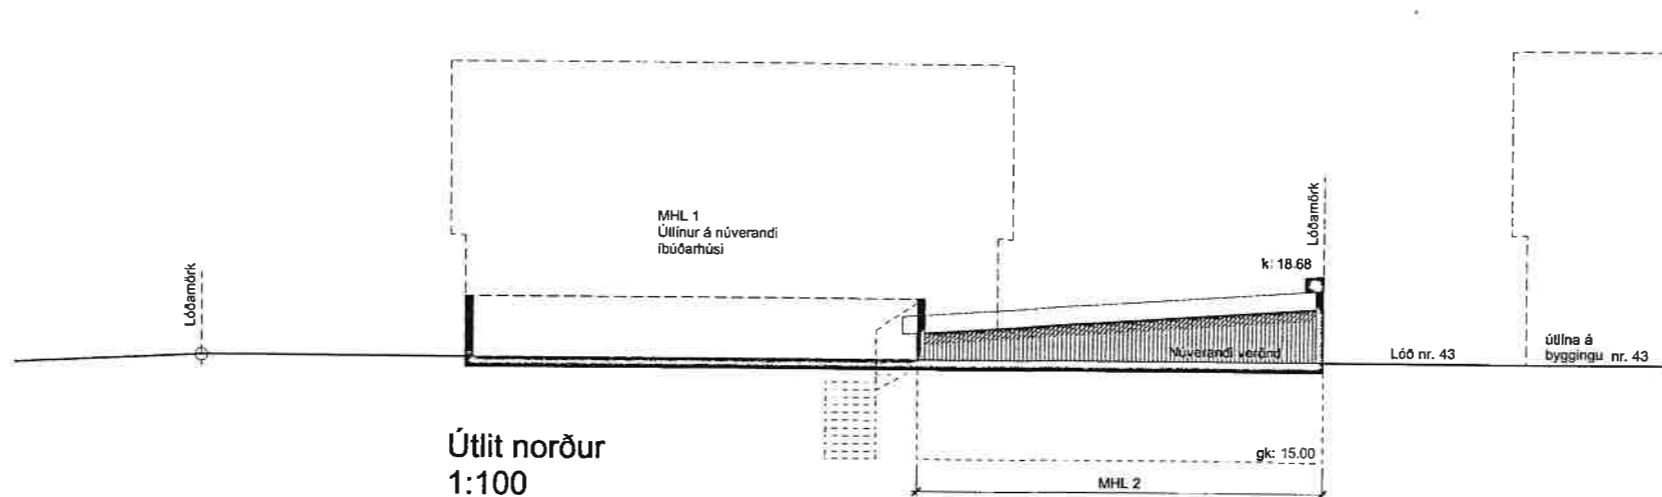 MHL 1
Útlínur á núverandi
íbúðarhúsi
Lóðamörk
Lóðamörk
k: 18.68
Núverandi verönd
Lóð nr. 43
útlína á
byggingu nr. 43
gk: 15.00
MHL 2
Útlit norður
1:100